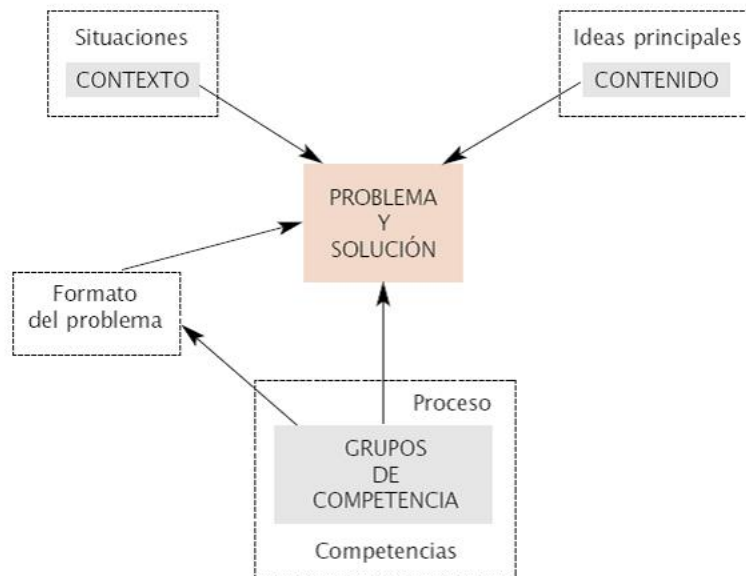 Situaciones
CONTEXTO
Ideas principales
CONTENIDO
PROBLEMA
Y
SOLUCIÓN
Formato
del problema
Proceso
GRUPOS
DE
COMPETENCIA
Competencias